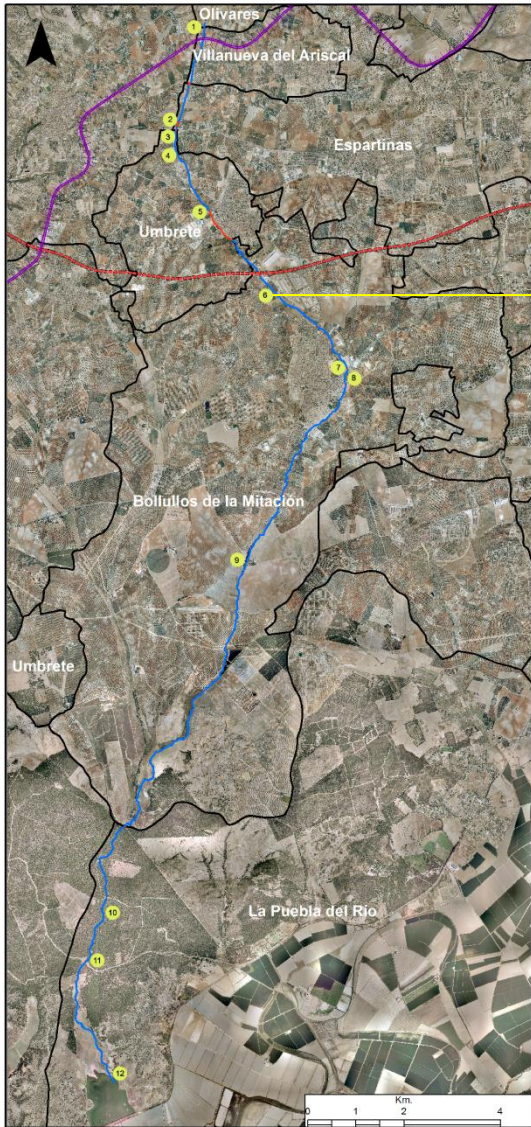 Olivares
1
Villanueva del Ariscal
2
3
Espartinas
4
5
Umbrete
6
7
8
Bollullos de la Mitación
9
Umbrete
10
La Puebla del Río
11
12
Km.
0 1 2 4